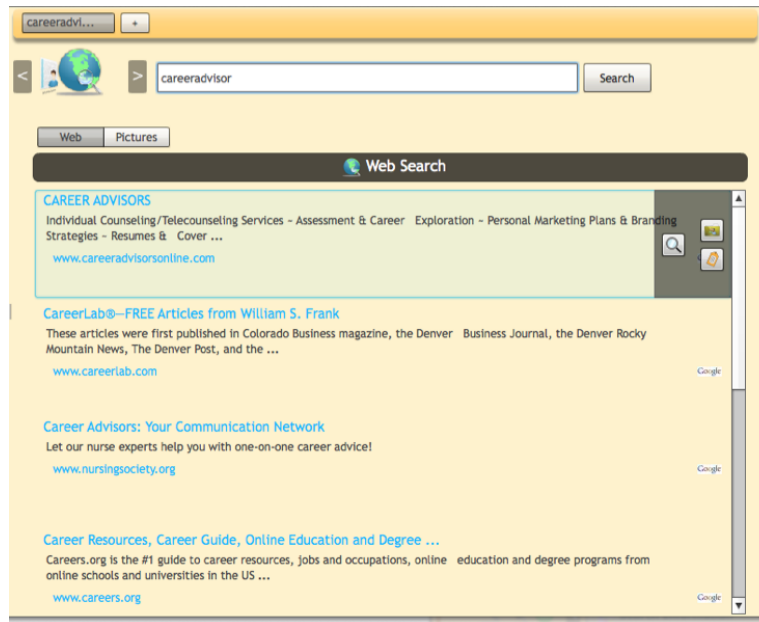 careeradvi... +
< > careeradvisor Search
Web Pictures
Web Search
CAREER ADVISORS
Individual Counseling/Telecounseling Services – Assessment & Career Exploration – Personal Marketing Plans & Branding
Strategies – Resumes & Cover ...
www.careeradvisorsonline.com
CareerLab®—FREE Articles from William S. Frank
These articles were first published in Colorado Business magazine, the Denver Business Journal, the Denver Rocky
Mountain News, The Denver Post, and the ...
www.careerlab.com Google
Career Advisors: Your Communication Network
Let our nurse experts help you with one-on-one career advice!
www.nursingsociety.org Google
Career Resources, Career Guide, Online Education and Degree ...
Careers.org is the #1 guide to career resources, jobs and occupations, online education and degree programs from
online schools and universities in the US ...
www.careers.org Google